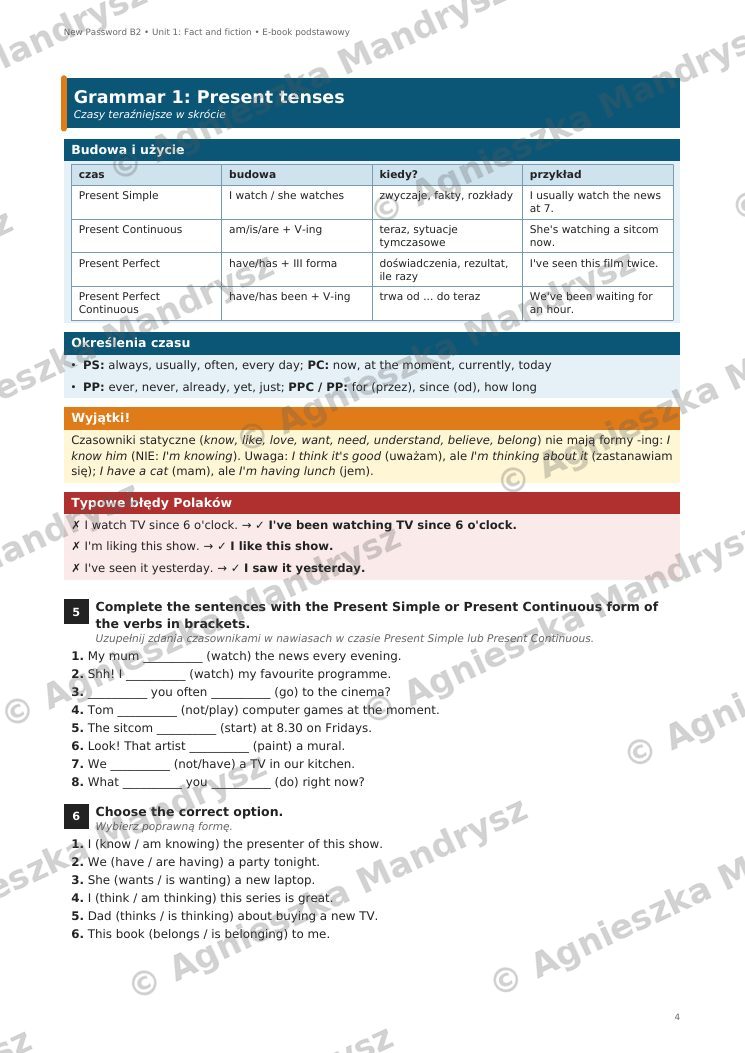 New Password B2 • Unit 1: Fact and fiction • E-book podstawowy
Grammar 1: Present tenses
Czasy teraźniejsze w skrócie
Budowa i użycie
czas budowa kiedy? przykład
Present Simple I watch / she watches zwyczaje, fakty, rozkłady I usually watch the news
at 7.
Present Continuous am/is/are + V-ing teraz, sytuacje She's watching a sitcom
tymczasowe now.
Present Perfect have/has + III forma doświadczenia, rezultat, I've seen this film twice.
ile razy
Present Perfect have/has been + V-ing trwa od ... do teraz We've been waiting for
Continuous an hour.
Określenia czasu
• PS: always, usually, often, every day; PC: now, at the moment, currently, today
• PP: ever, never, already, yet, just; PPC / PP: for (przez), since (od), how long
Wyjątki!
Czasowniki statyczne (know, like, love, want, need, understand, believe, belong) nie mają formy -ing: I
know him (NIE: I'm knowing). Uwaga: I think it's good (uważam), ale I'm thinking about it (zastanawiam
się); I have a cat (mam), ale I'm having lunch (jem).
Typowe błędy Polaków
✗ I watch TV since 6 o'clock. → ✓ I've been watching TV since 6 o'clock.
✗ I'm liking this show. → ✓ I like this show.
✗ I've seen it yesterday. → ✓ I saw it yesterday.
5 Complete the sentences with the Present Simple or Present Continuous form of
the verbs in brackets.
Uzupełnij zdania czasownikami w nawiasach w czasie Present Simple lub Present Continuous.
1. My mum __________ (watch) the news every evening.
2. Shh! I __________ (watch) my favourite programme.
3. __________ you often __________ (go) to the cinema?
4. Tom __________ (not/play) computer games at the moment.
5. The sitcom __________ (start) at 8.30 on Fridays.
6. Look! That artist __________ (paint) a mural.
7. We __________ (not/have) a TV in our kitchen.
8. What __________ you __________ (do) right now?
6 Choose the correct option.
Wybierz poprawną formę.
1. I (know / am knowing) the presenter of this show.
2. We (have / are having) a party tonight.
3. She (wants / is wanting) a new laptop.
4. I (think / am thinking) this series is great.
5. Dad (thinks / is thinking) about buying a new TV.
6. This book (belongs / is belonging) to me.
4
© Agnieszka Mandrysz